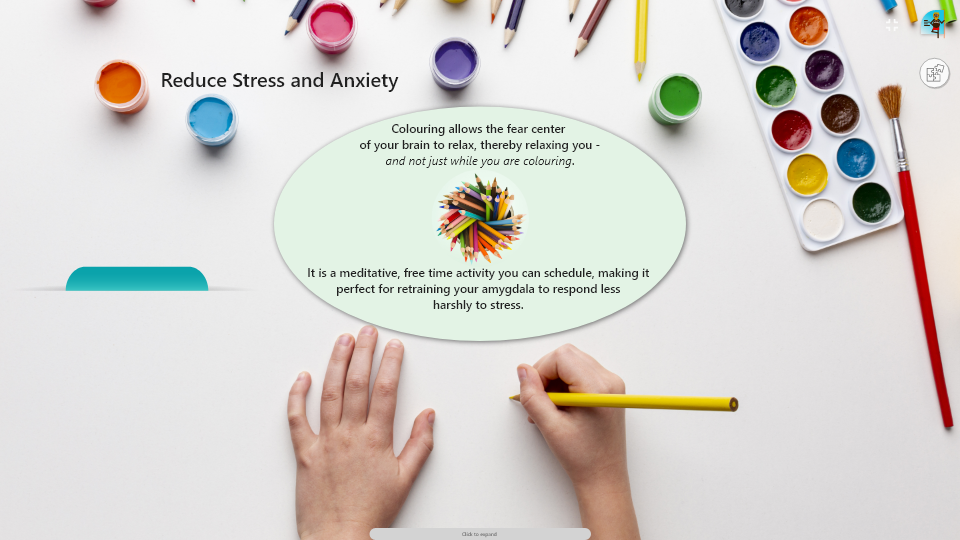 Reduce Stress and Anxiety
Colouring allows the fear center
of your brain to relax, thereby relaxing you -
and not just while you are colouring.
It is a meditative, free time activity you can schedule, making it
perfect for retraining your amygdala to respond less
harshly to stress.
Click to expand